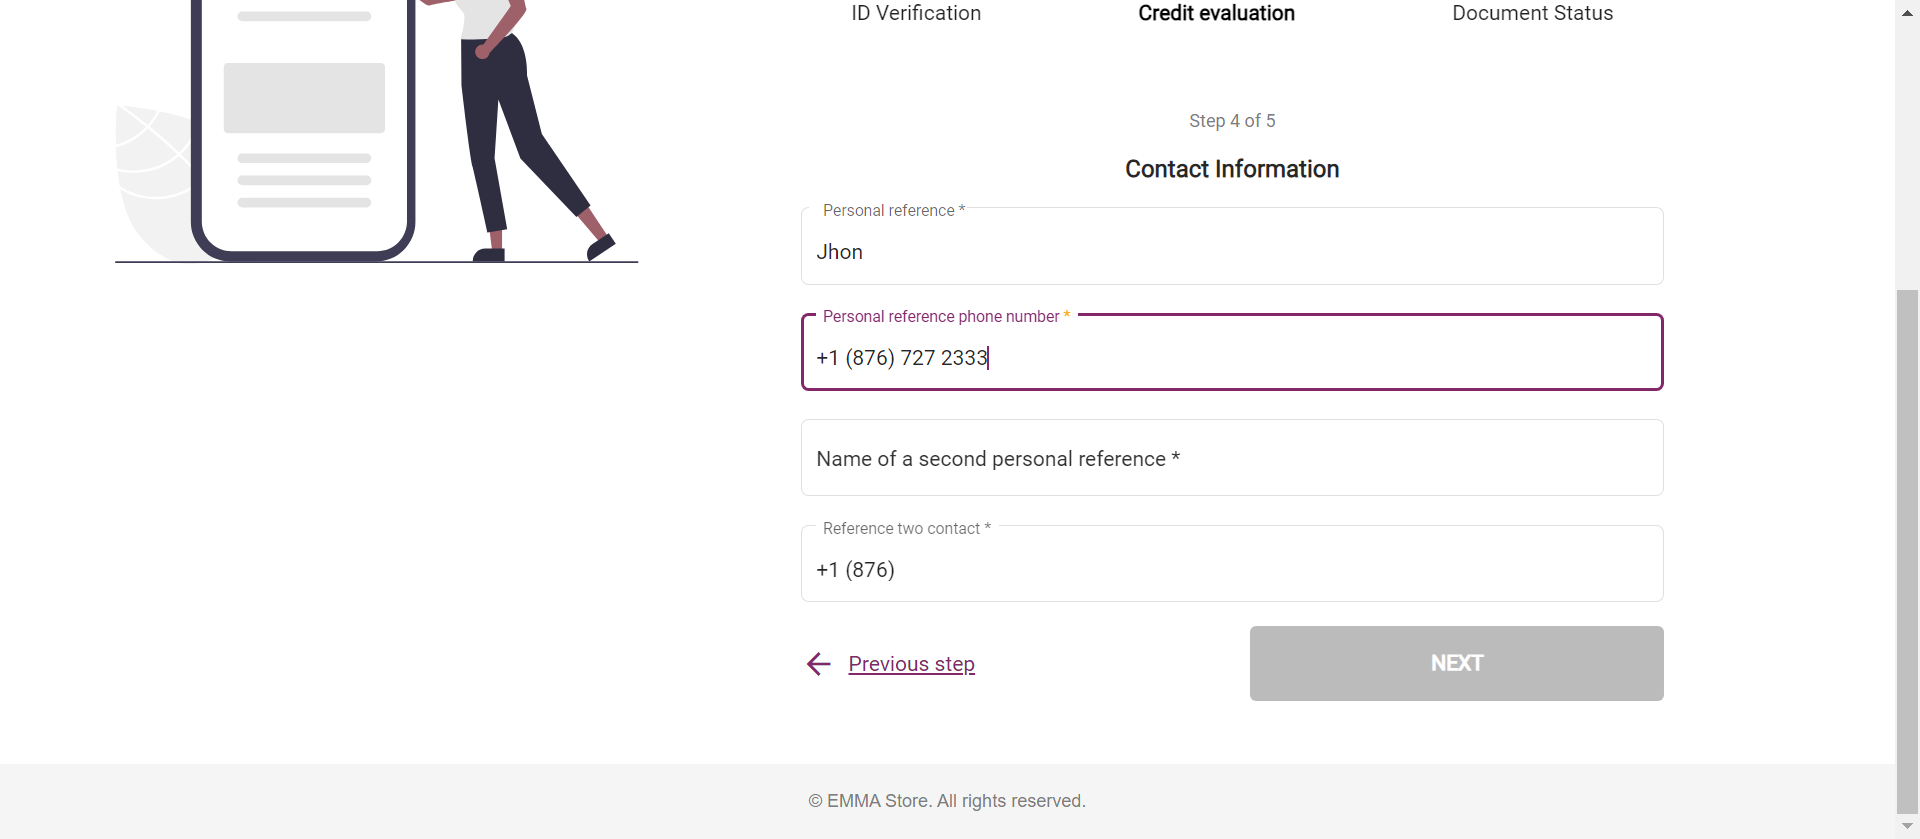 ID Verification
Credit evaluation
Document Status
Step 4 of 5
Contact Information
Personal reference *
Jhon
Personal reference phone number *
+1 (876) 727 2333
Name of a second personal reference *
Reference two contact *
+1 (876)
Previous step
NEXT
© EMMA Store. All rights reserved.